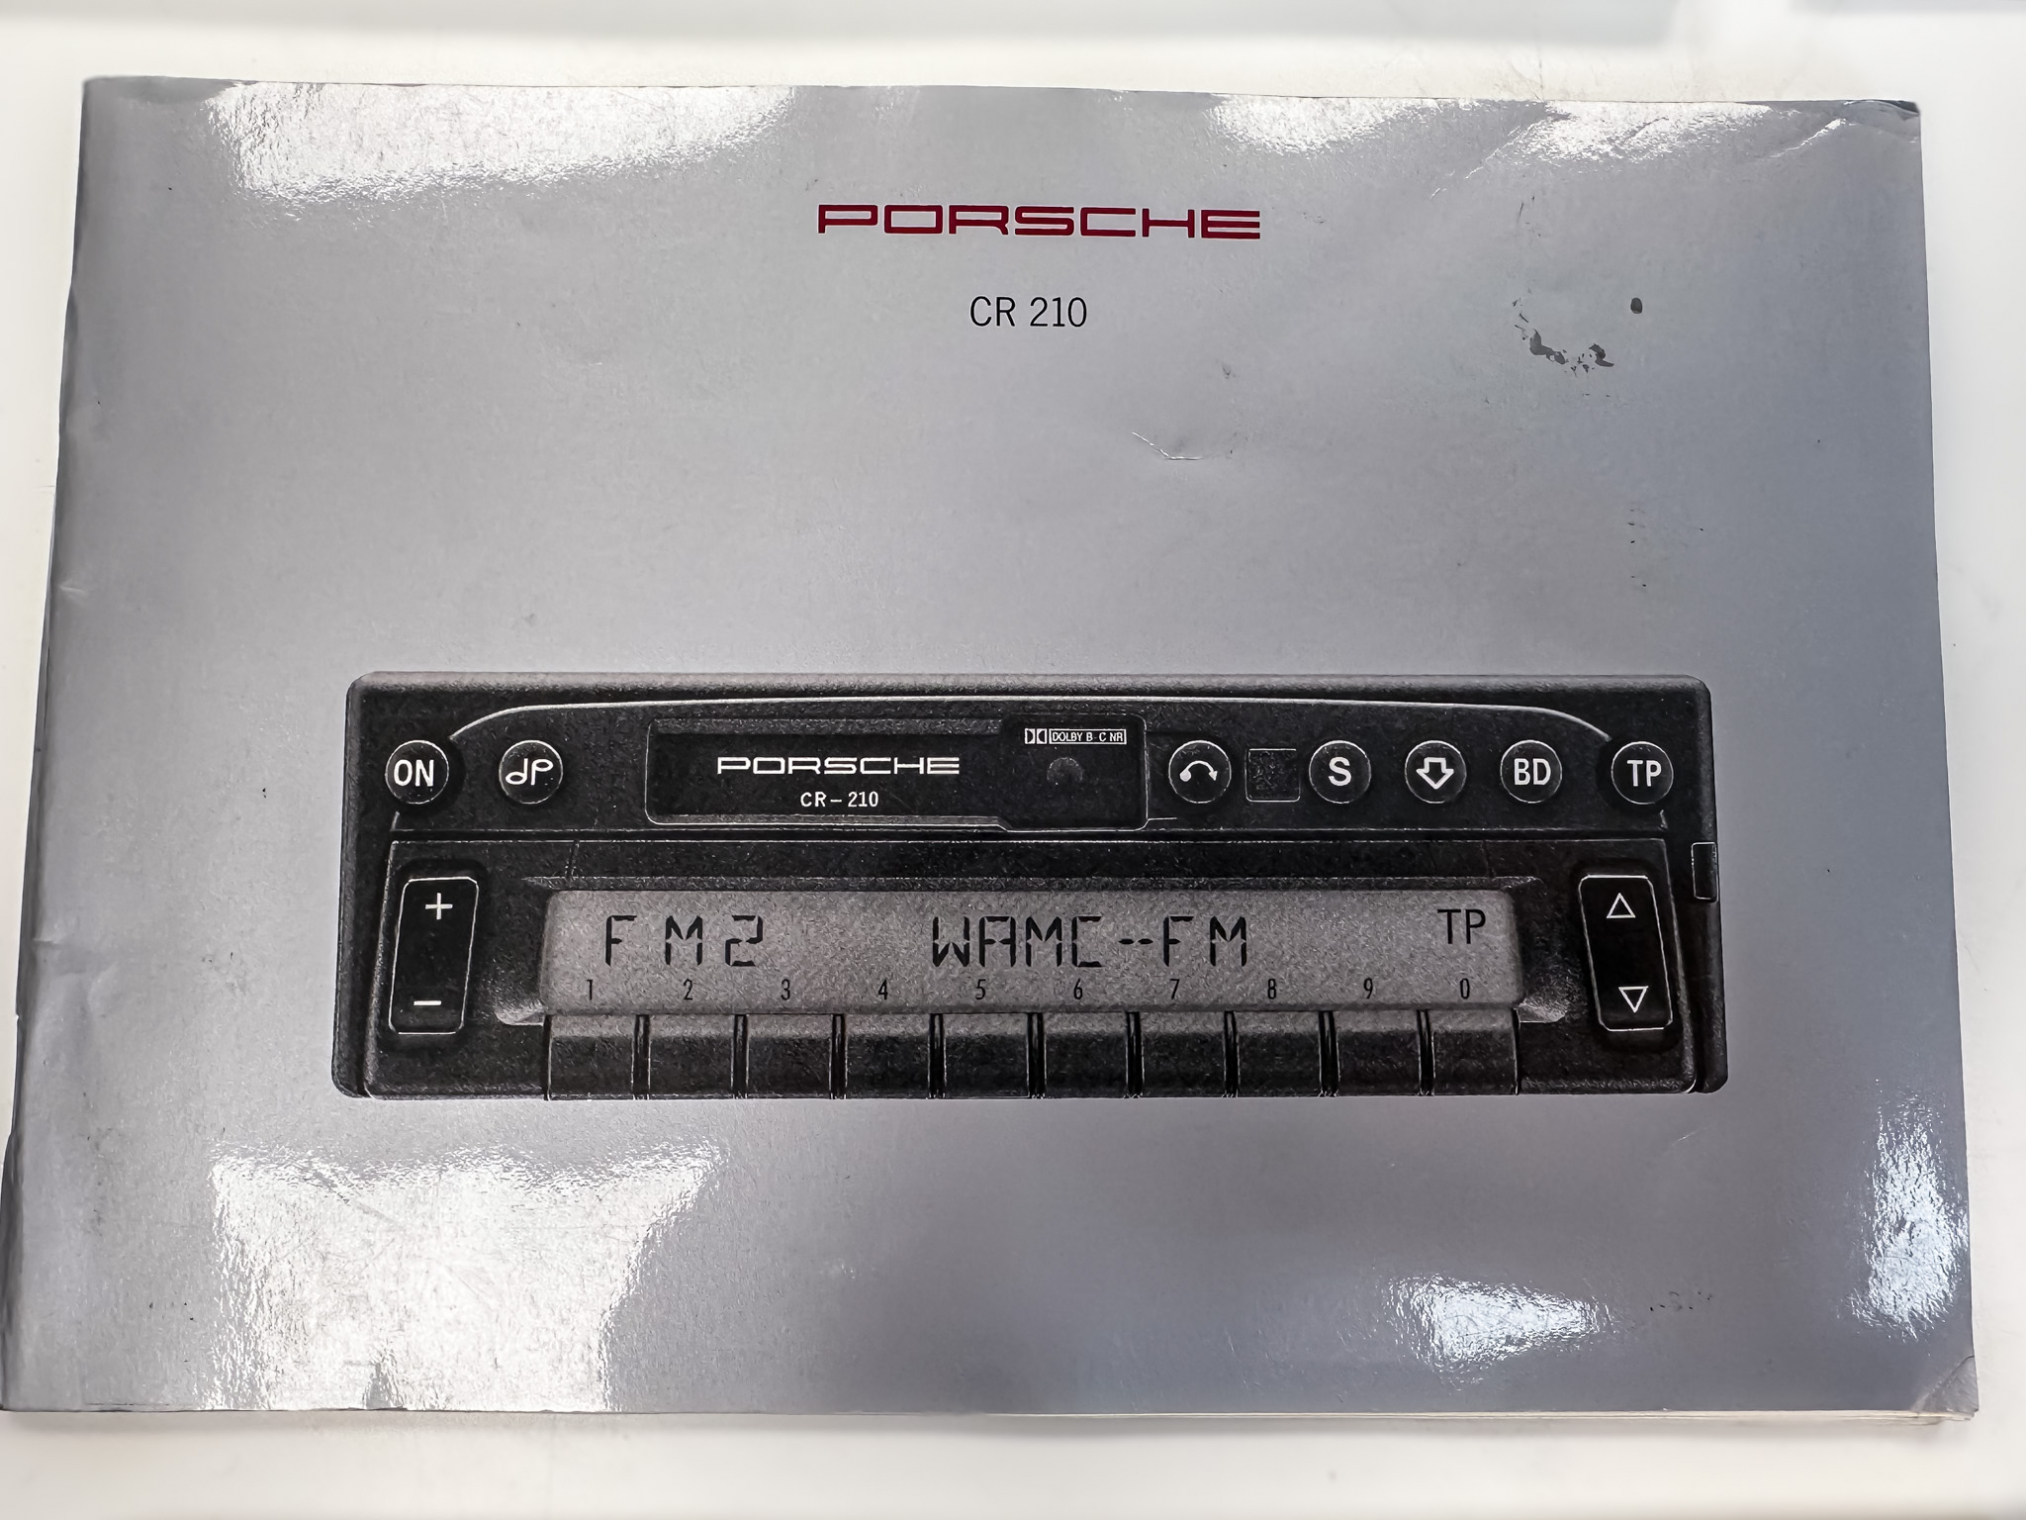 PORSCHE
CR 210
DOLBY B·C NR
ON PORSCHE S BD TP
CR-210
+
FM2 WAMC--FM TP
1 2 3 4 5 6 7 8 9 0
-